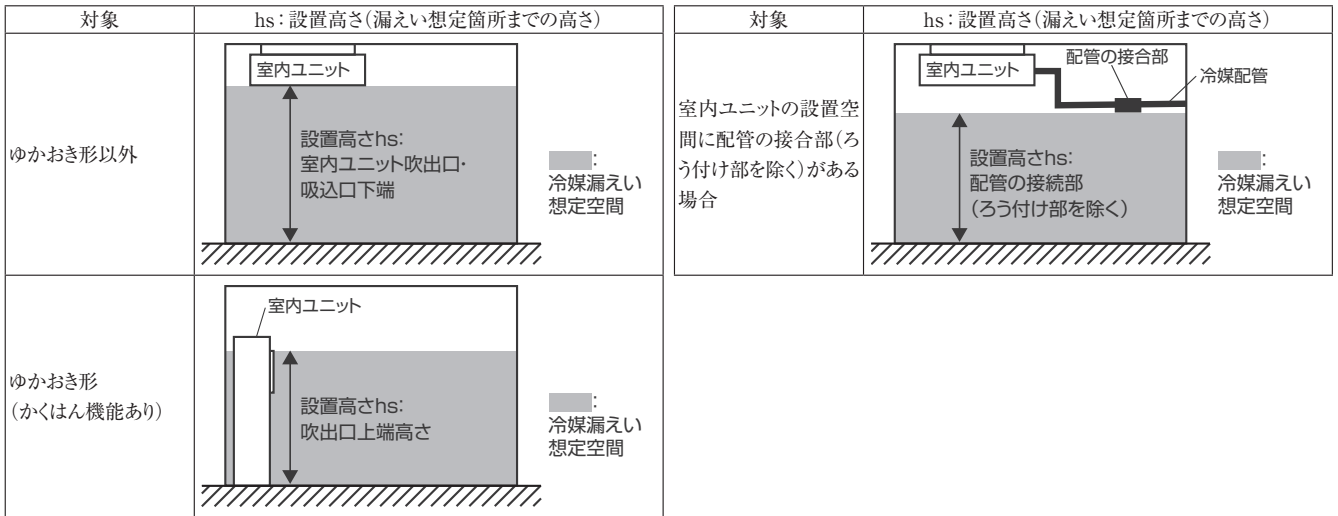 対象
hs：設置高さ（漏えい想定箇所までの高さ）
ゆかおき形以外
室内ユニット
設置高さhs：
室内ユニット吹出口・
吸込口下端
：
冷媒漏えい
想定空間
ゆかおき形
（かくはん機能あり）
室内ユニット
設置高さhs：
吹出口上端高さ
：
冷媒漏えい
想定空間
対象
hs：設置高さ（漏えい想定箇所までの高さ）
室内ユニットの設置空
間に配管の接合部（ろ
う付け部を除く）がある
場合
室内ユニット
配管の接合部
冷媒配管
設置高さhs：
配管の接続部
（ろう付け部を除く）
：
冷媒漏えい
想定空間